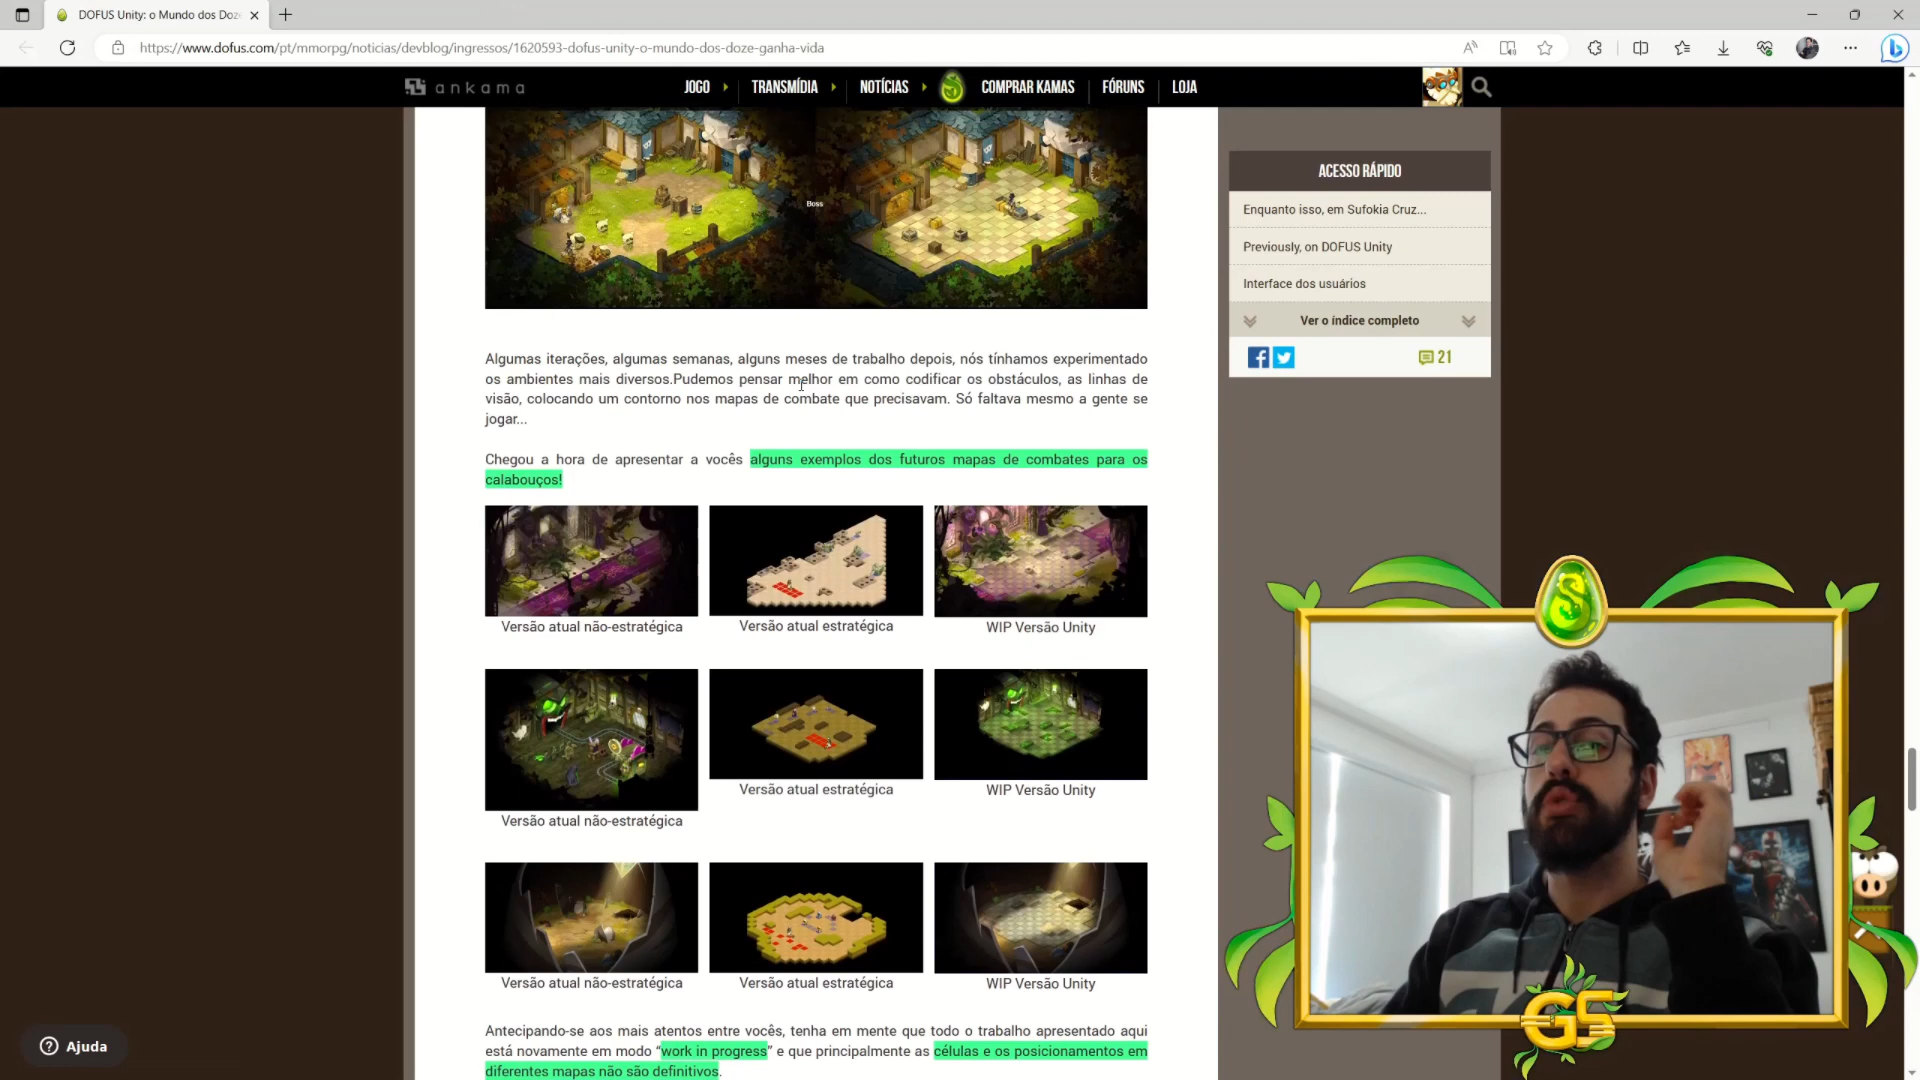 DOFUS Unity: o Mundo dos Doz
https://www.dofus.com/pt/mmorpg/noticias/devblog/ingressos/1620593-dofus-unity-o-mundo-dos-doze-ganha-vida
ankama
JOGO
TRANSMÍDIA
NOTÍCIAS
COMPRAR KAMAS
FÓRUNS
LOJA
Boss
ACESSO RÁPIDO
Enquanto isso, em Sufokia Cruz...
Previously, on DOFUS Unity
Interface dos usuários
Ver o índice completo
21
Algumas iterações, algumas semanas, alguns meses de trabalho depois, nós tínhamos experimentado
os ambientes mais diversos.Pudemos pensar melhor em como codificar os obstáculos, as linhas de
visão, colocando um contorno nos mapas de combate que precisavam. Só faltava mesmo a gente se
jogar...
Chegou a hora de apresentar a vocês alguns exemplos dos futuros mapas de combates para os
calabouços!
Versão atual não-estratégica
Versão atual estratégica
WIP Versão Unity
Versão atual não-estratégica
Versão atual estratégica
WIP Versão Unity
Versão atual não-estratégica
Versão atual estratégica
WIP Versão Unity
Antecipando-se aos mais atentos entre vocês, tenha em mente que todo o trabalho apresentado aqui
está novamente em modo “work in progress” e que principalmente as células e os posicionamentos em
diferentes mapas não são definitivos.
Ajuda
GS